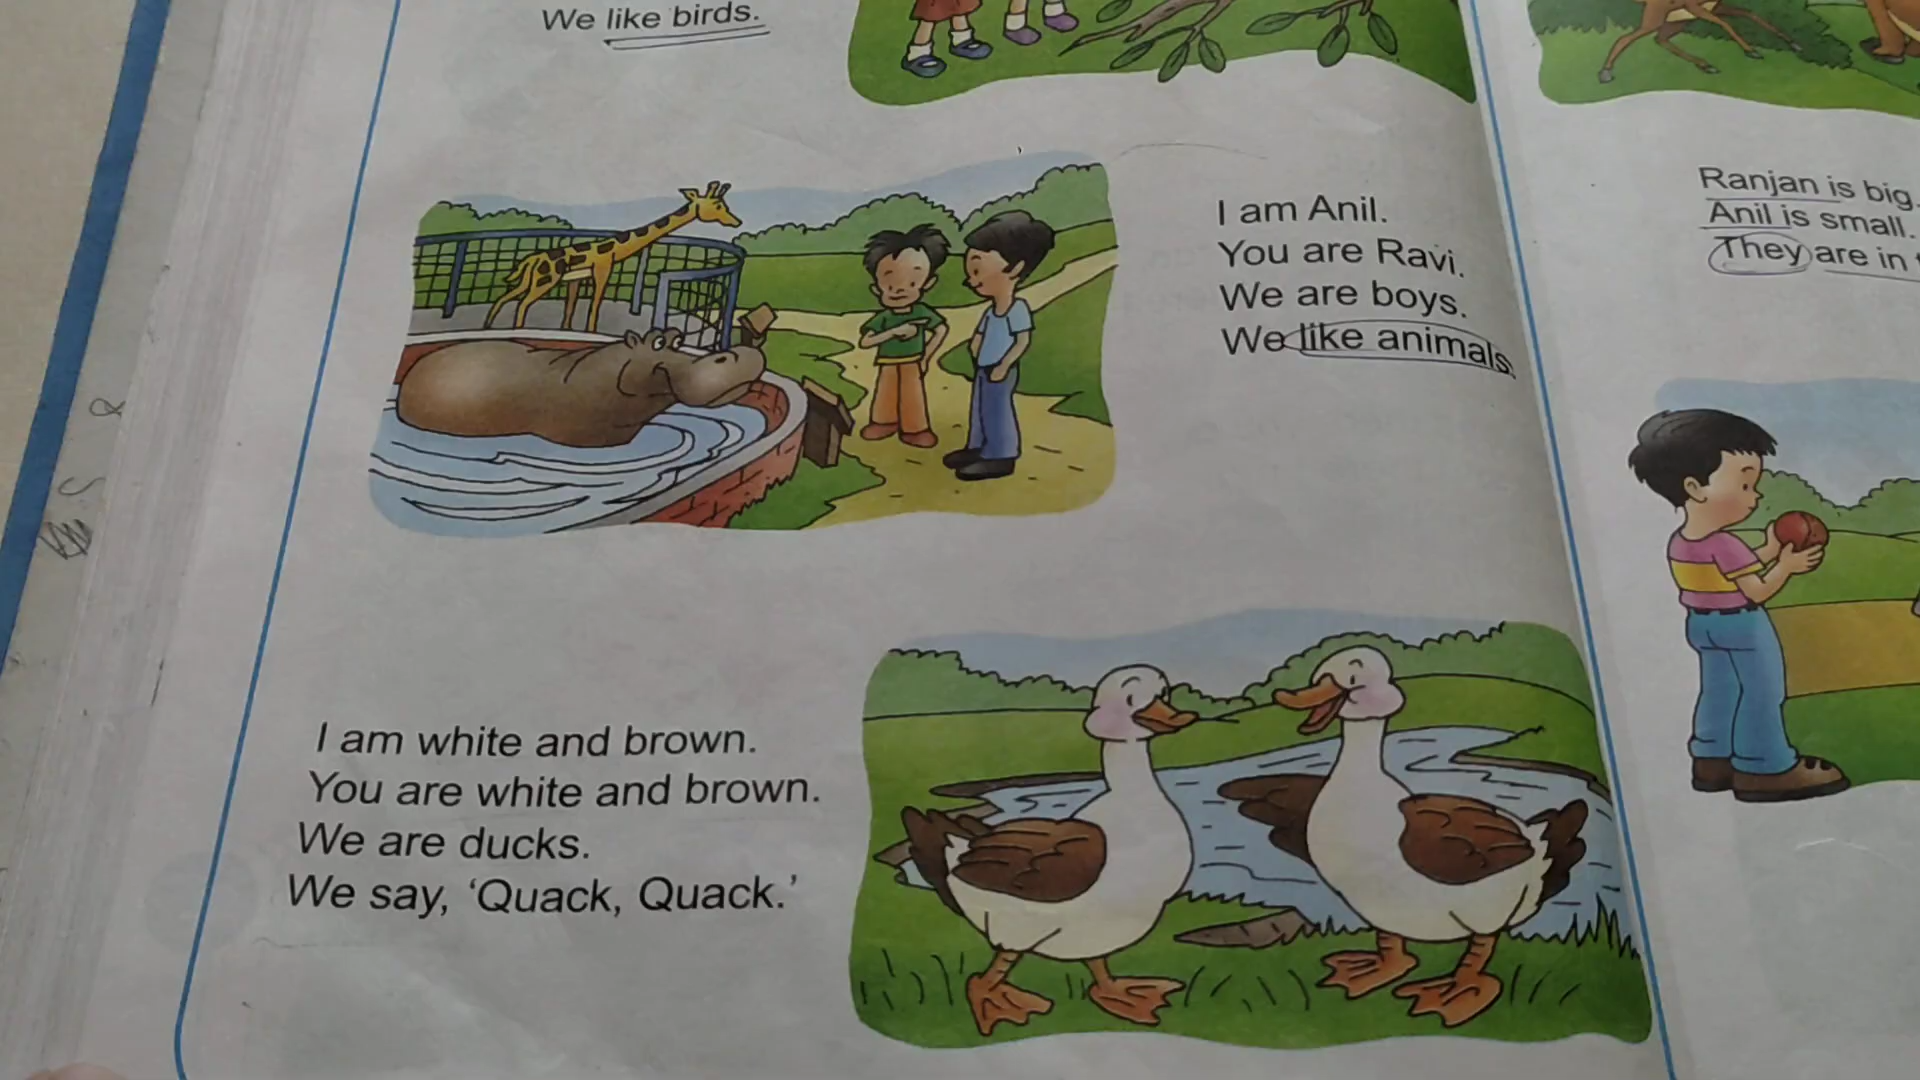 We like birds.
I am Anil.
You are Ravi.
We are boys.
We like animals.
I am white and brown.
You are white and brown.
We are ducks.
We say, ‘Quack, Quack.’
Ranjan is big.
Anil is small.
They are in